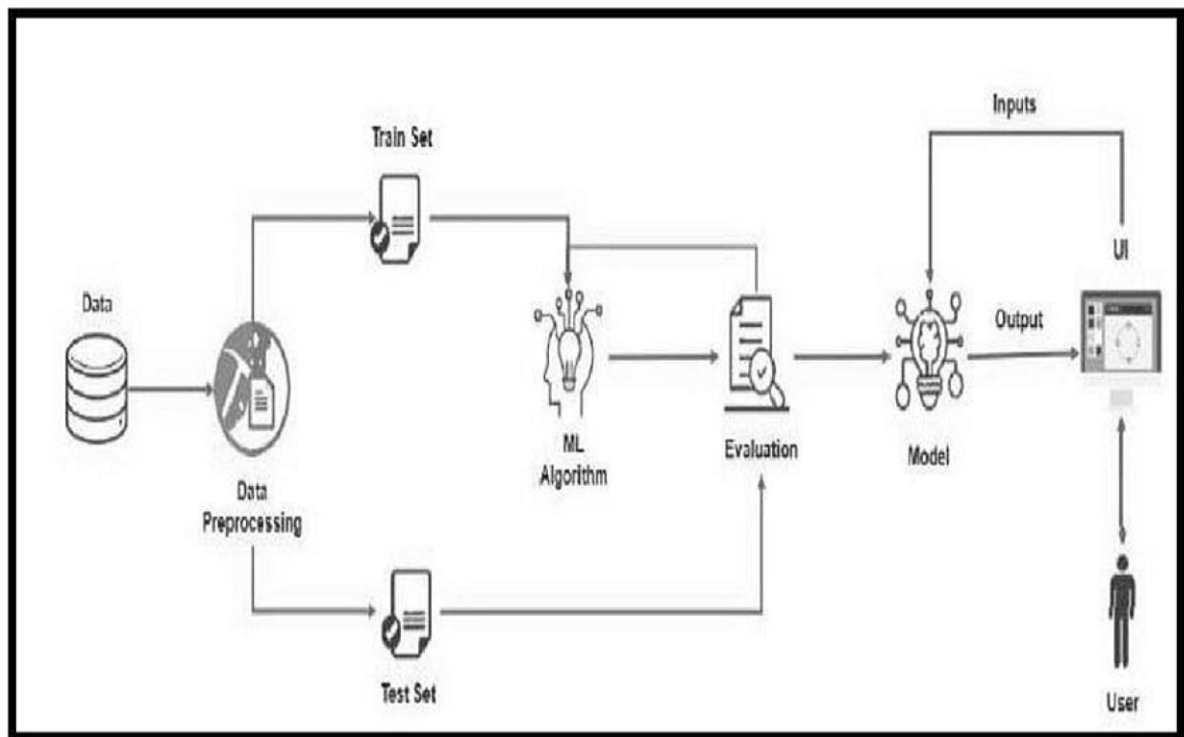 Inputs
Train Set
UI
Data
Output
ML
Algorithm
Evaluation
Model
Data
Preprocessing
Test Set
User